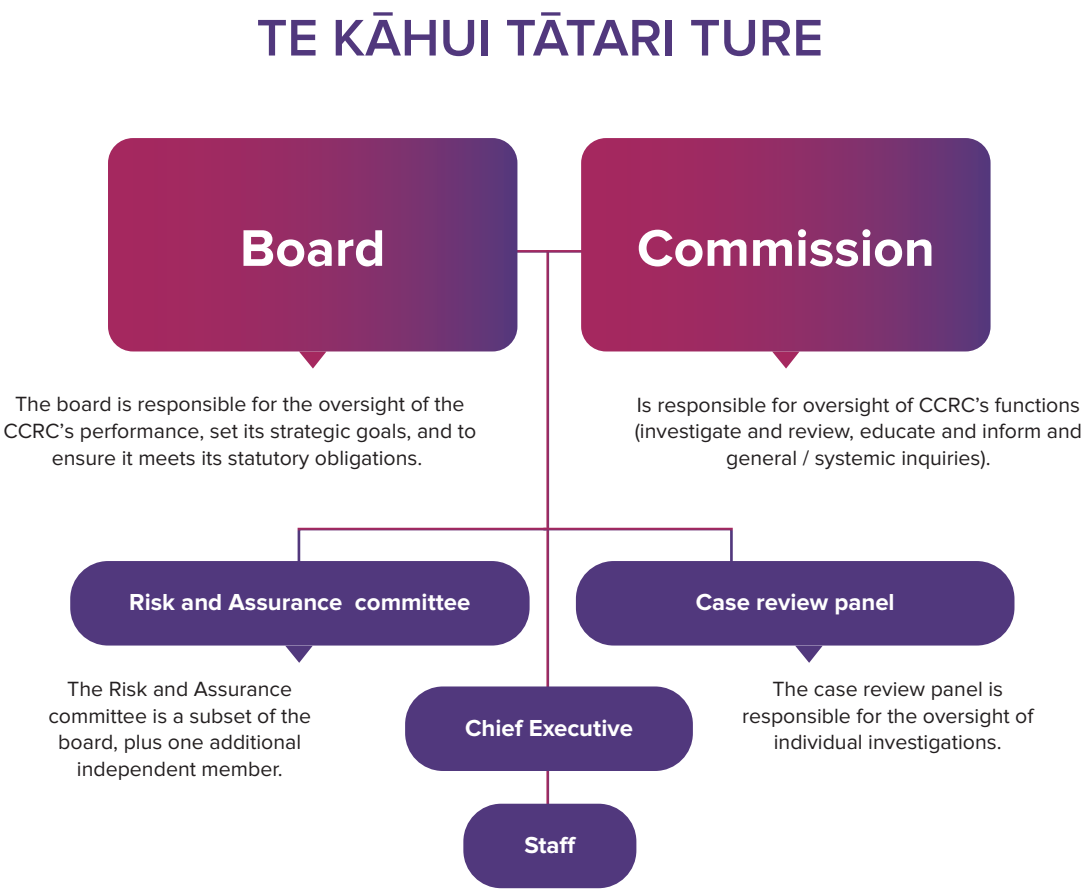 TE KĀHUI TĀTARI TURE
Board
Commission
The board is responsible for the oversight of the
CCRC's performance, set its strategic goals, and to
ensure it meets its statutory obligations.
Is responsible for oversight of CCRC's functions
(investigate and review, educate and inform and
general / systemic inquiries).
Risk and Assurance committee
Case review panel
The Risk and Assurance
committee is a subset of the
board, plus one additional
independent member.
Chief Executive
The case review panel is
responsible for the oversight of
individual investigations.
Staff